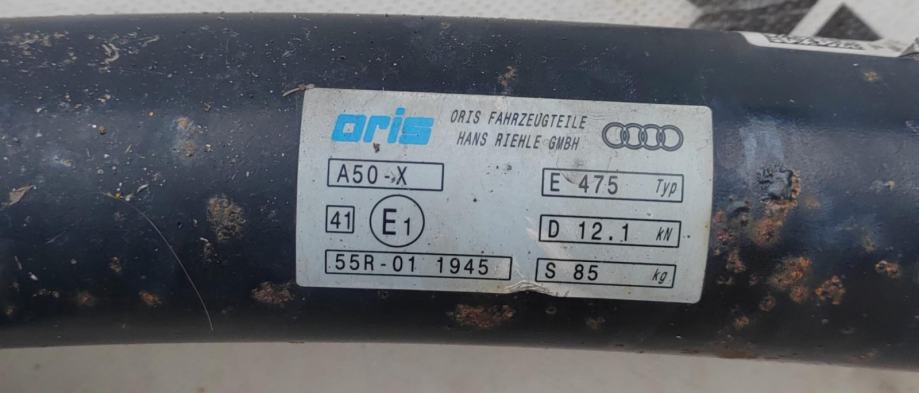 oris
ORIS FAHRZEUGTEILE
HANS RIEHLE GMBH
A50-X
E 475 Typ
41 E1
D 12.1 kN
55R-01 1945
S 85 kg